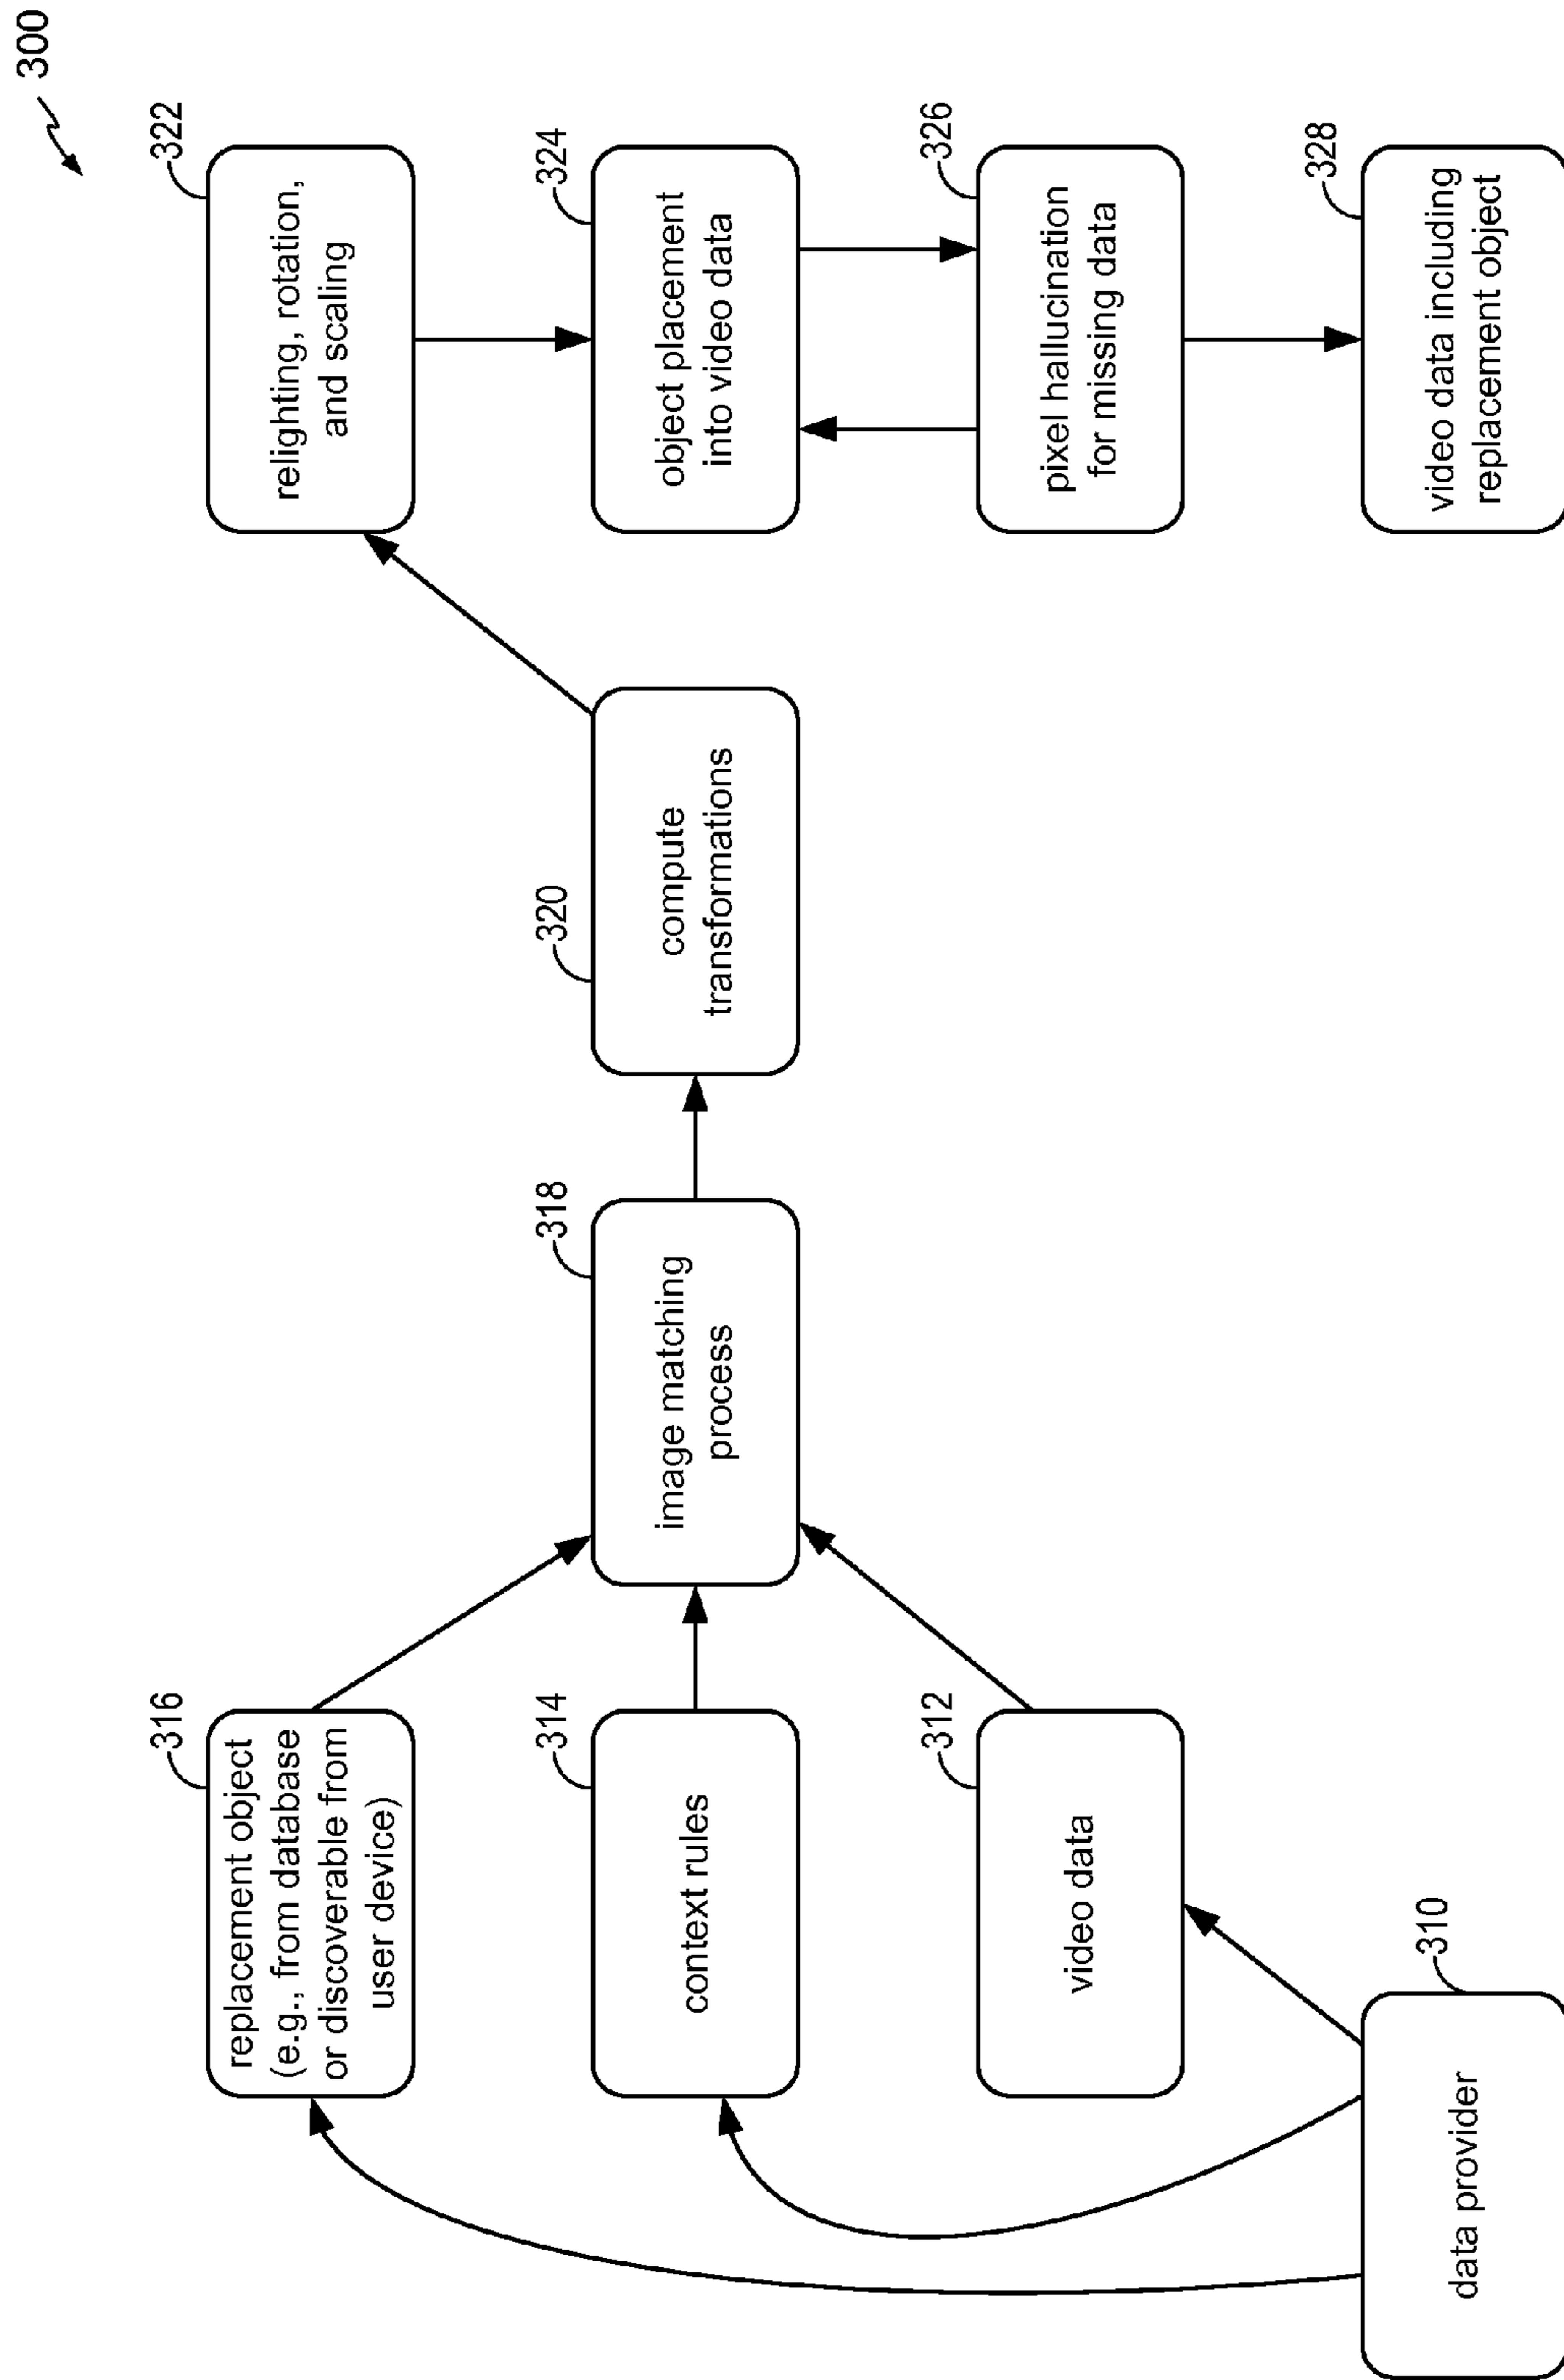 300
316
replacement object
(e.g., from database
or discoverable from
user device)
314
context rules
312
video data
310
data provider
318
image matching
process
320
compute
transformations
322
relighting, rotation,
and scaling
324
object placement
into video data
326
pixel hallucination
for missing data
328
video data including
replacement object